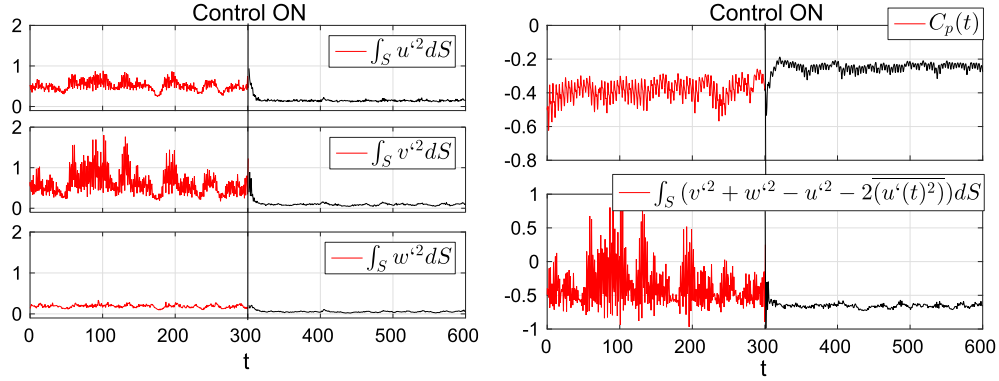 Control ON
2
1
0
∫_S u‘² dS
2
1
0
∫_S v‘² dS
2
1
0
∫_S w‘² dS
0 100 200 300 400 500 600
t
Control ON
0
-0.2
-0.4
-0.6
-0.8
C_p(t)
1
0.5
0
-0.5
-1
∫_S (v‘² + w‘² − u‘² − 2\overline{(u‘(t)²)})dS
0 100 200 300 400 500 600
t